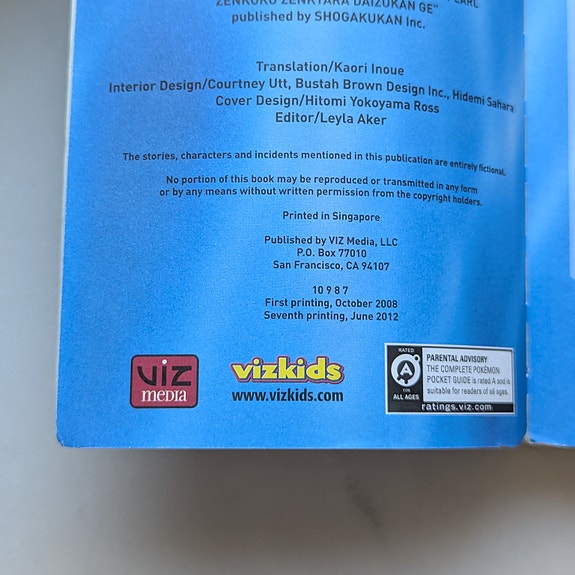 PEARL
ZENKOKU ZENKYARA DAIZUKAN GE"
published by SHOGAKUKAN Inc.
Translation/Kaori Inoue
Interior Design/Courtney Utt, Bustah Brown Design Inc., Hidemi Sahara
Cover Design/Hitomi Yokoyama Ross
Editor/Leyla Aker
The stories, characters and incidents mentioned in this publication are entirely fictional.
No portion of this book may be reproduced or transmitted in any form
or by any means without written permission from the copyright holders.
Printed in Singapore
Published by VIZ Media, LLC
P.O. Box 77010
San Francisco, CA 94107
10 9 8 7
First printing, October 2008
Seventh printing, June 2012
VIZ
MEDIA
vizkids
www.vizkids.com
RATED
A
FOR
ALL AGES
PARENTAL ADVISORY
THE COMPLETE POKÉMON
POCKET GUIDE is rated A and is
suitable for readers of all ages.
ratings.viz.com